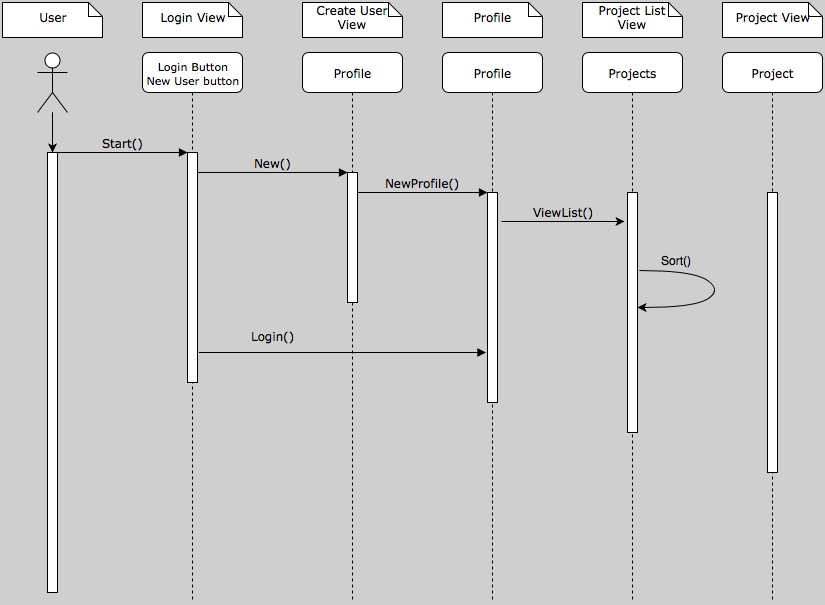 User
Login View
Create User
View
Profile
Project List
View
Project View
Login Button
New User button
Profile
Profile
Projects
Project
Start()
New()
NewProfile()
ViewList()
Sort()
Login()